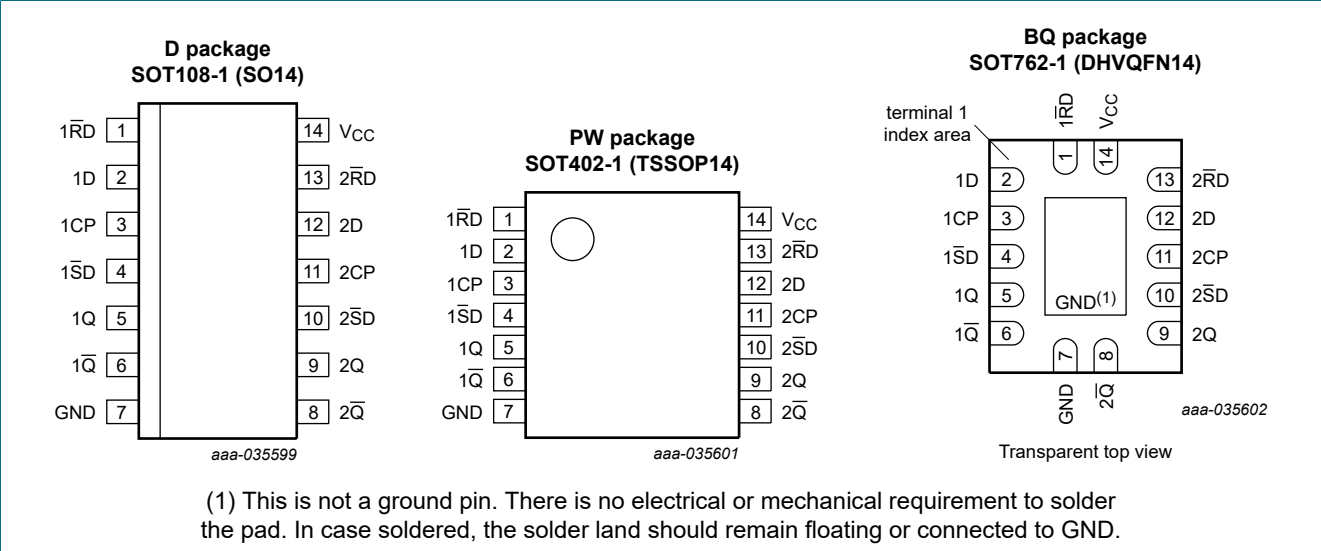 D package
SOT108-1 (SO14)
1R̅D 1
1D 2
1CP 3
1S̅D 4
1Q 5
1Q̅ 6
GND 7
14 VCC
13 2R̅D
12 2D
11 2CP
10 2S̅D
9 2Q
8 2Q̅
aaa-035599
PW package
SOT402-1 (TSSOP14)
1R̅D 1
1D 2
1CP 3
1S̅D 4
1Q 5
1Q̅ 6
GND 7
14 VCC
13 2R̅D
12 2D
11 2CP
10 2S̅D
9 2Q
8 2Q̅
aaa-035601
BQ package
SOT762-1 (DHVQFN14)
terminal 1
index area
1R̅D 1
VCC 14
1D 2
1CP 3
1S̅D 4
1Q 5
1Q̅ 6
13 2R̅D
12 2D
11 2CP
10 2S̅D
9 2Q
GND(1)
GND 7
2Q̅ 8
aaa-035602
Transparent top view
(1) This is not a ground pin. There is no electrical or mechanical requirement to solder
the pad. In case soldered, the solder land should remain floating or connected to GND.